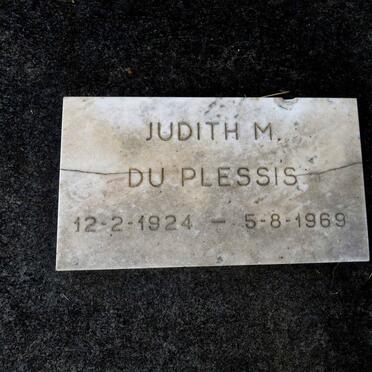 JUDITH M.
DU PLESSIS
12-2-1924 – 5-8-1969